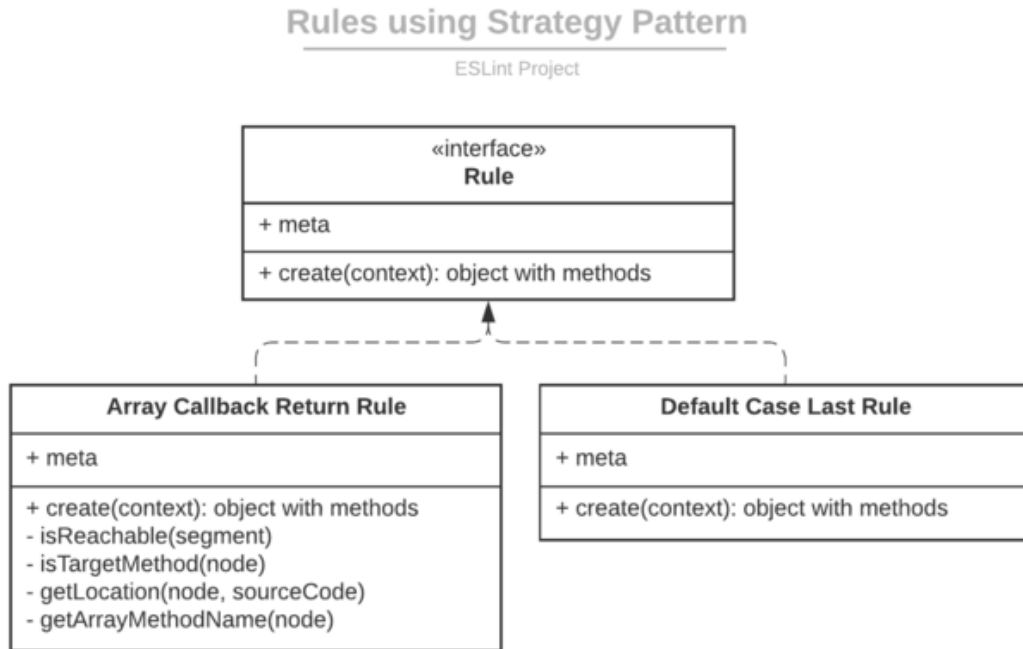 Rules using Strategy Pattern
ESLint Project
«interface»
Rule
+ meta
+ create(context): object with methods
Array Callback Return Rule
+ meta
+ create(context): object with methods
- isReachable(segment)
- isTargetMethod(node)
- getLocation(node, sourceCode)
- getArrayMethodName(node)
Default Case Last Rule
+ meta
+ create(context): object with methods